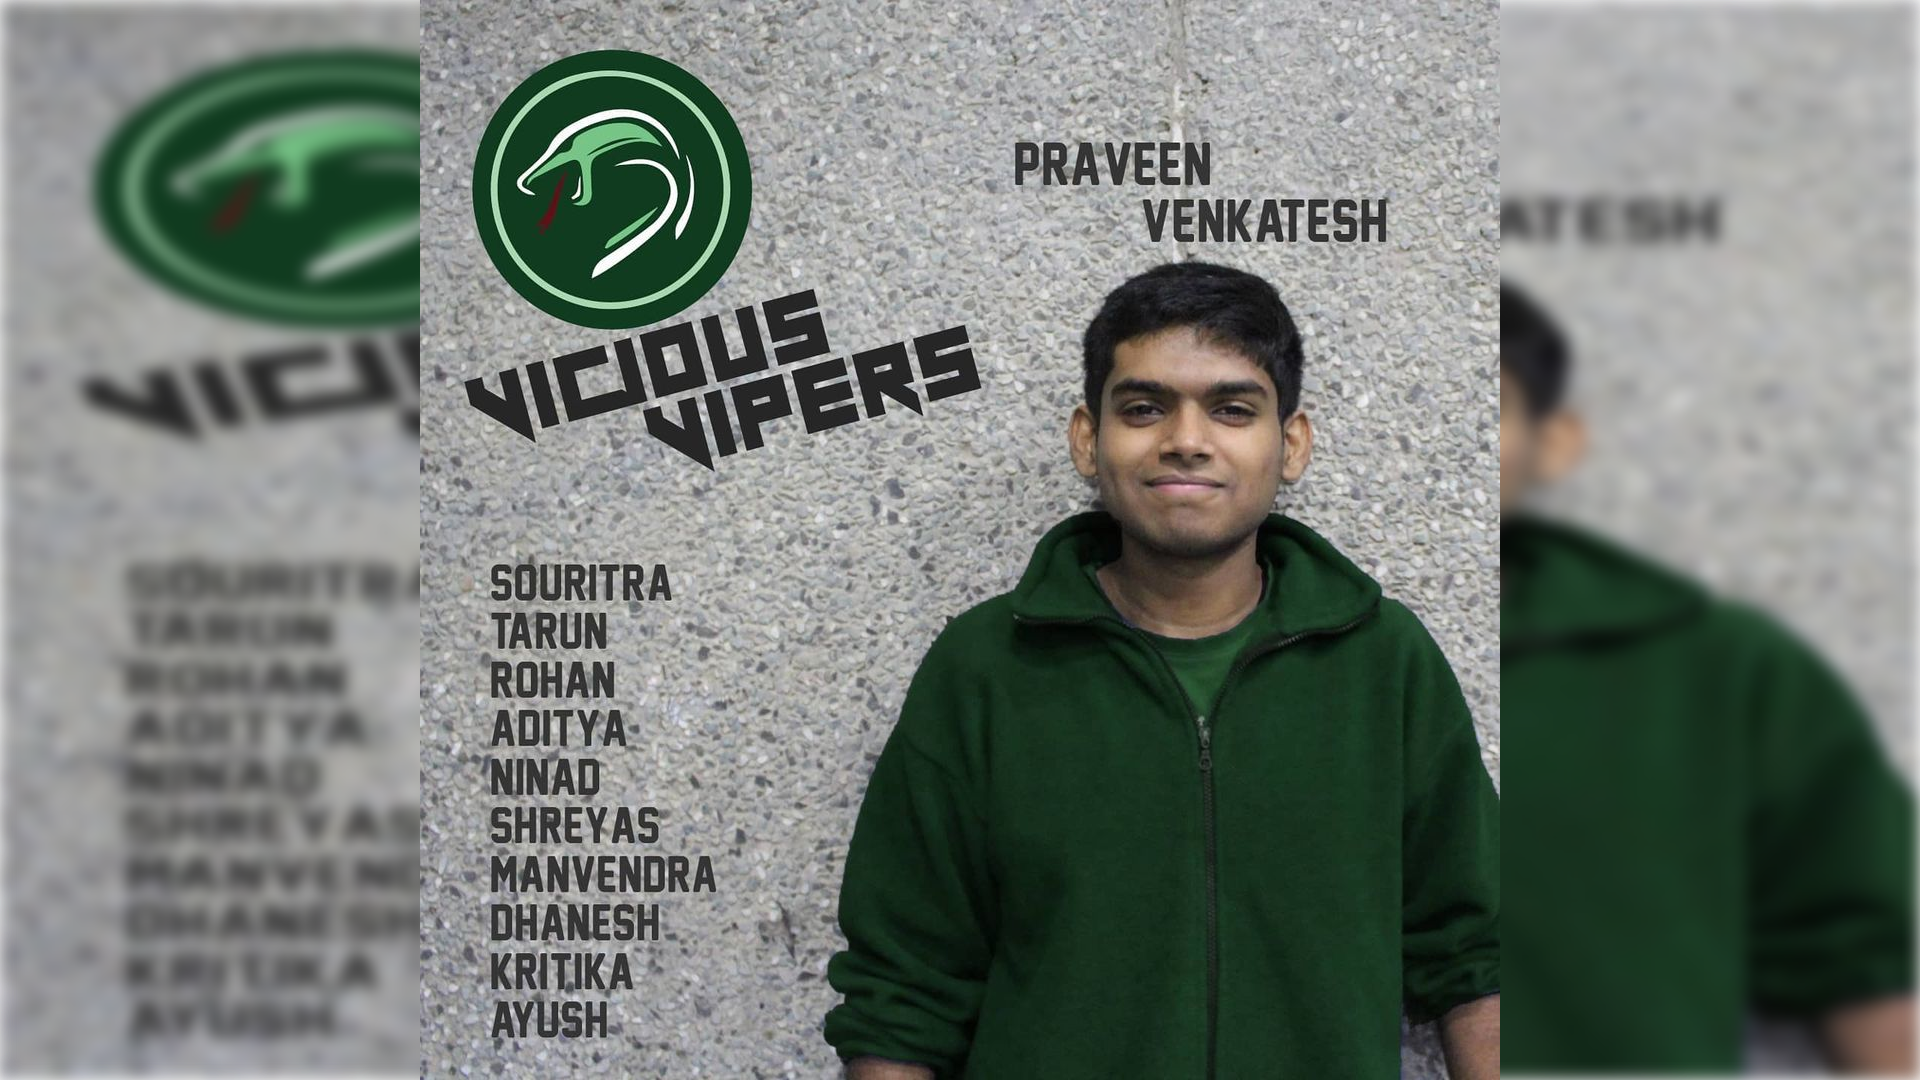 VICIOUS
VIPERS
PRAVEEN
VENKATESH
SOURITRA
TARUN
ROHAN
ADITYA
NINAD
SHREYAS
MANVENDRA
DHANESH
KRITIKA
AYUSH